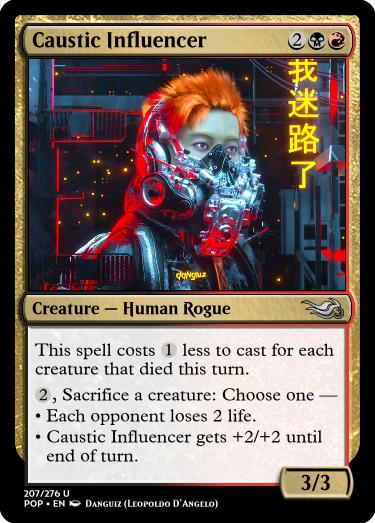 Caustic Influencer 2
我迷路了
daNguz
Creature — Human Rogue
This spell costs 1 less to cast for each
creature that died this turn.
2, Sacrifice a creature: Choose one —
• Each opponent loses 2 life.
• Caustic Influencer gets +2/+2 until
end of turn.
3/3
207/276 U
POP • EN Danguiz (Leopoldo D'Angelo)